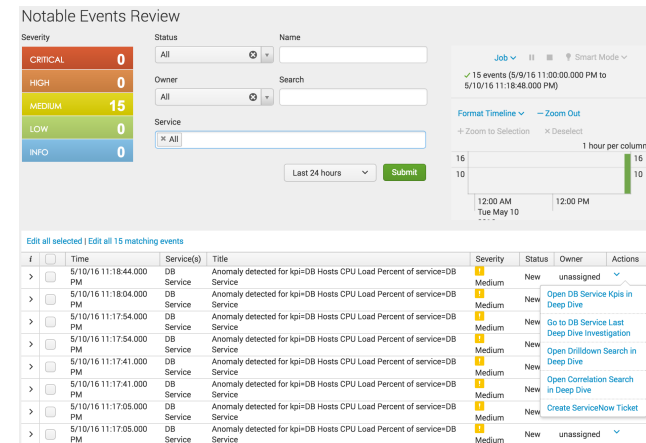 Notable Events Review
Severity
Status
Name
CRITICAL 0
HIGH 0
MEDIUM 15
LOW 0
INFO 0
All
Owner
Search
All
Service
× All
Last 24 hours
Submit
Job
Smart Mode
✓ 15 events (5/9/16 11:00:00.000 PM to
5/10/16 11:18:48.000 PM)
Format Timeline
— Zoom Out
+ Zoom to Selection
× Deselect
1 hour per column
16 16
10 10
12:00 AM 12:00 PM
Tue May 10
Edit all selected | Edit all 15 matching events
i Time Service(s) Title Severity Status Owner Actions
5/10/16 11:18:44.000 DB Anomaly detected for kpi=DB Hosts CPU Load Percent of service=DB !
PM Service Service Medium New unassigned
5/10/16 11:18:04.000 DB Anomaly detected for kpi=DB Hosts CPU Load Percent of service=DB !
PM Service Service Medium New
5/10/16 11:17:54.000 DB Anomaly detected for kpi=DB Hosts CPU Load Percent of service=DB !
PM Service Service Medium New
5/10/16 11:17:54.000 DB Anomaly detected for kpi=DB Hosts CPU Load Percent of service=DB !
PM Service Service Medium New
5/10/16 11:17:41.000 DB Anomaly detected for kpi=DB Hosts CPU Load Percent of service=DB !
PM Service Service Medium New
5/10/16 11:17:41.000 DB Anomaly detected for kpi=DB Hosts CPU Load Percent of service=DB !
PM Service Service Medium New
5/10/16 11:17:05.000 DB Anomaly detected for kpi=DB Hosts CPU Load Percent of service=DB !
PM Service Service Medium New
5/10/16 11:17:05.000 DB Anomaly detected for kpi=DB Hosts CPU Load Percent of service=DB !
PM Service Service Medium New unassigned
Open DB Service Kpis in
Deep Dive
Go to DB Service Last
Deep Dive Investigation
Open Drilldown Search in
Deep Dive
Open Correlation Search
in Deep Dive
Create ServiceNow Ticket